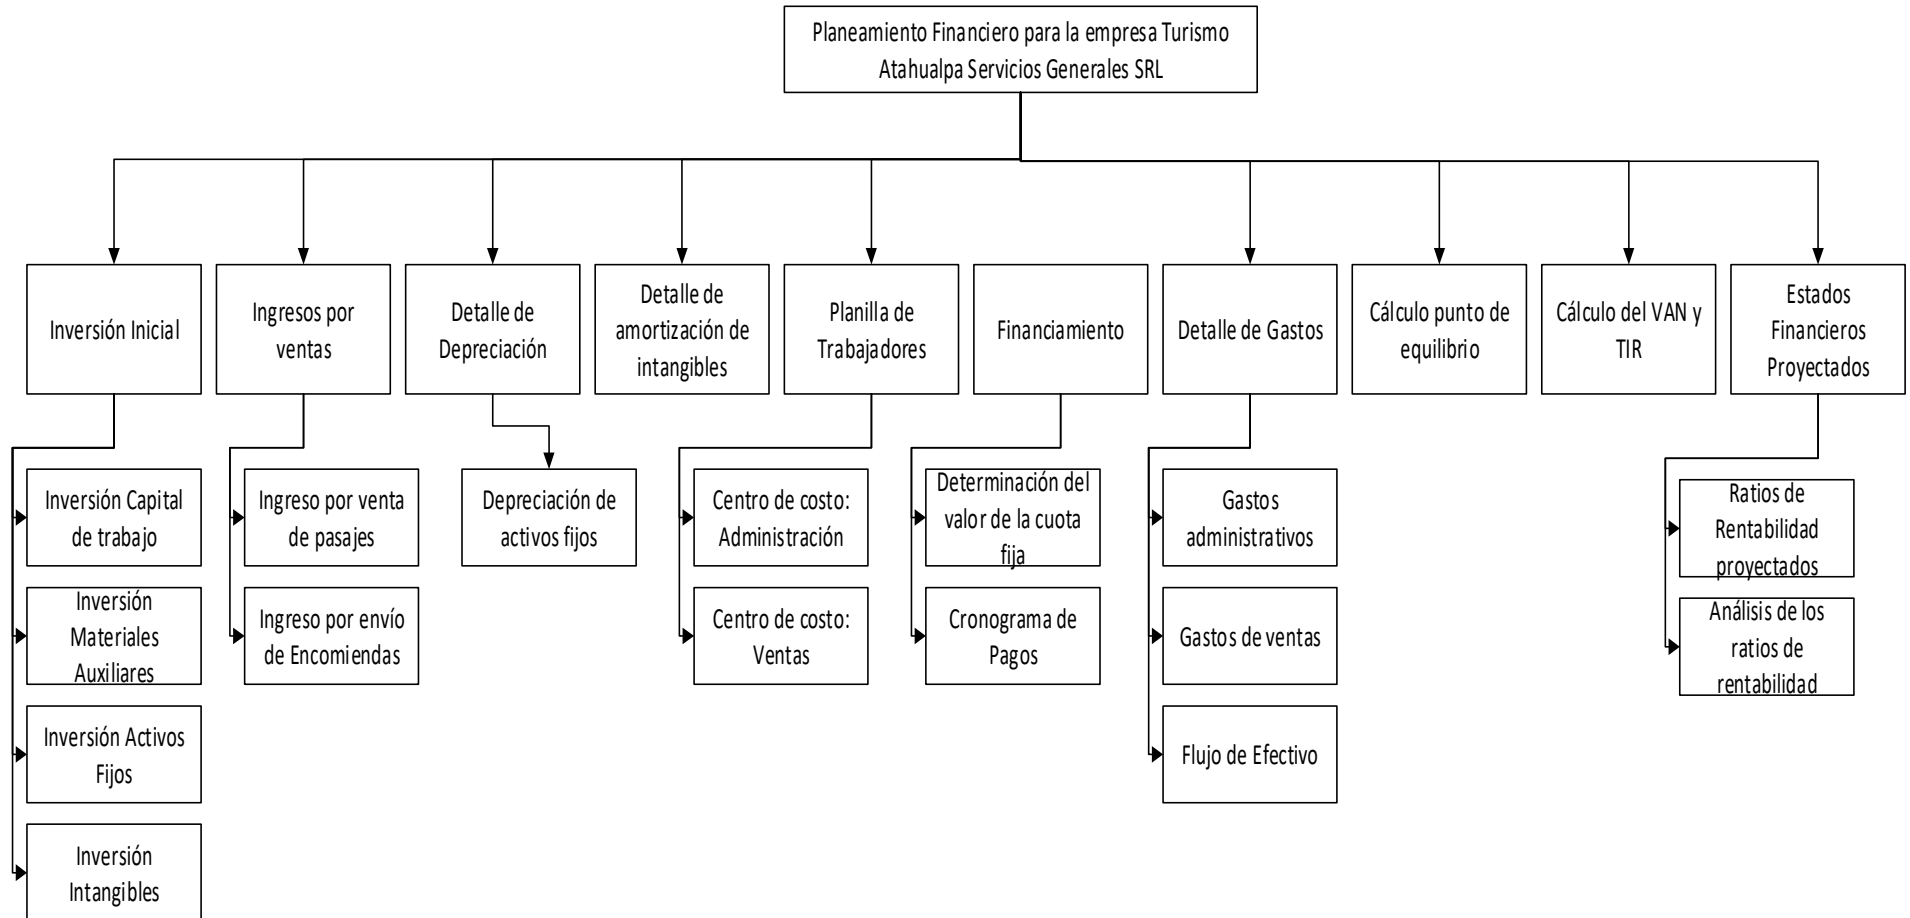 Planeamiento Financiero para la empresa Turismo
Atahualpa Servicios Generales SRL
Inversión Inicial
Ingresos por
ventas
Detalle de
Depreciación
Detalle de
amortización de
intangibles
Planilla de
Trabajadores
Financiamiento
Detalle de Gastos
Cálculo punto de
equilibrio
Cálculo del VAN y
TIR
Estados
Financieros
Proyectados
Inversión Capital
de trabajo
Inversión
Materiales
Auxiliares
Inversión Activos
Fijos
Inversión
Intangibles
Ingreso por venta
de pasajes
Ingreso por envío
de Encomiendas
Depreciación de
activos fijos
Centro de costo:
Administración
Centro de costo:
Ventas
Determinación del
valor de la cuota
fija
Cronograma de
Pagos
Gastos
administrativos
Gastos de ventas
Flujo de Efectivo
Ratios de
Rentabilidad
proyectados
Análisis de los
ratios de
rentabilidad